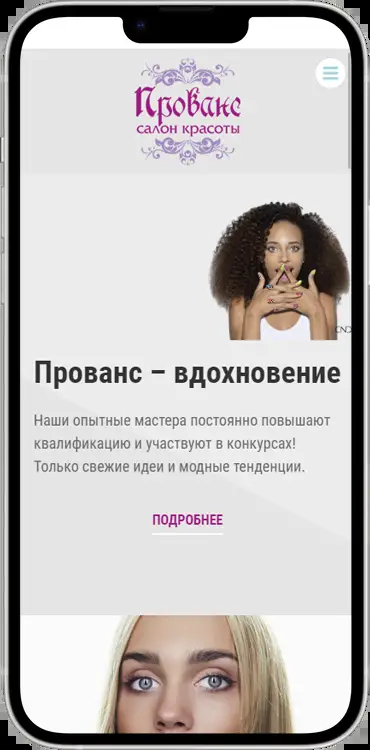 Прованс
салон красоты
CND
Прованс – вдохновение
Наши опытные мастера постоянно повышают
квалификацию и участвуют в конкурсах!
Только свежие идеи и модные тенденции.
ПОДРОБНЕЕ